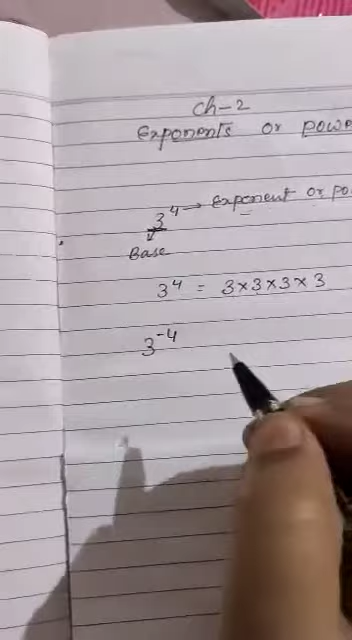 Ch-2
Exponents or powe
3⁴ → Exponent or po
Base
3⁴ = 3×3×3×3
3⁻⁴